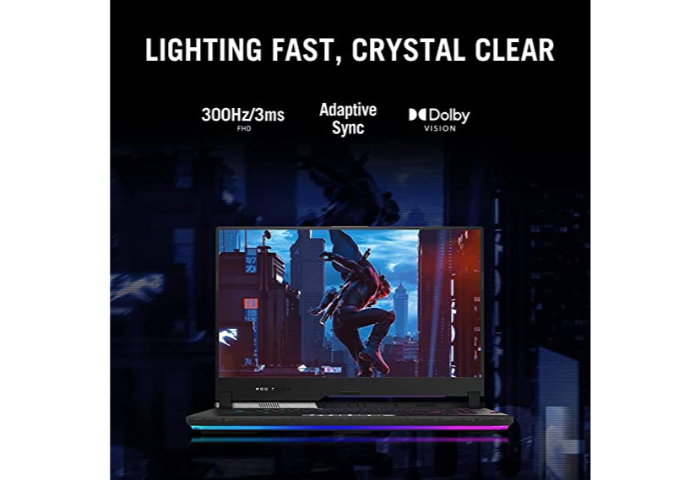 LIGHTING FAST, CRYSTAL CLEAR
300Hz/3ms
FHD
Adaptive
Sync
Dolby
VISION